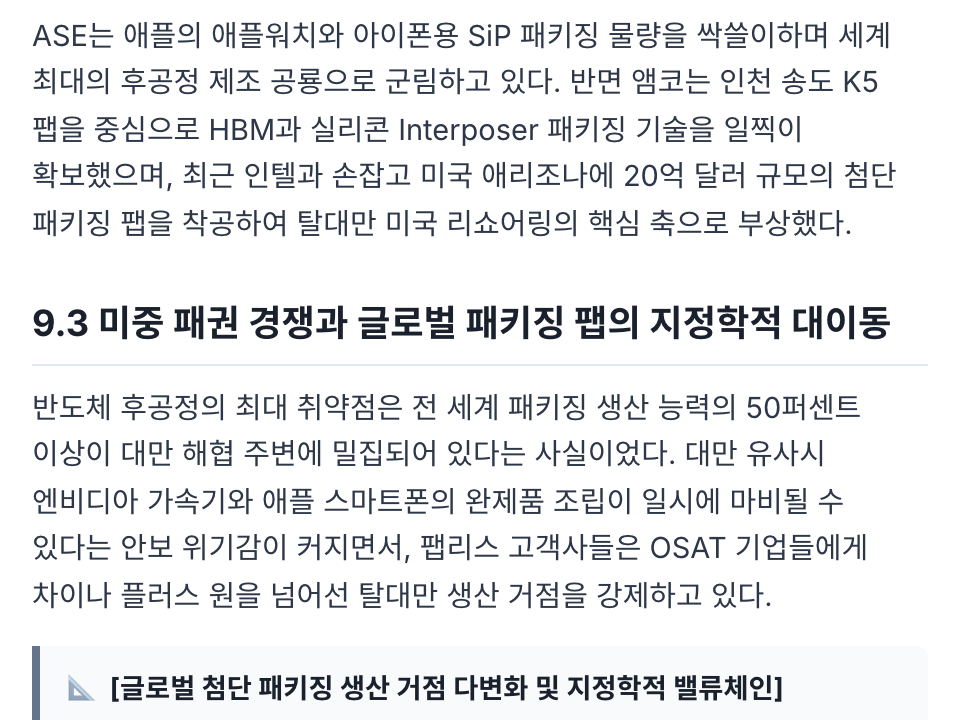 ASE는 애플의 애플워치와 아이폰용 SiP 패키징 물량을 싹쓸이하며 세계
최대의 후공정 제조 공룡으로 군림하고 있다. 반면 앰코는 인천 송도 K5
팹을 중심으로 HBM과 실리콘 Interposer 패키징 기술을 일찍이
확보했으며, 최근 인텔과 손잡고 미국 애리조나에 20억 달러 규모의 첨단
패키징 팹을 착공하여 탈대만 미국 리쇼어링의 핵심 축으로 부상했다.
9.3 미중 패권 경쟁과 글로벌 패키징 팹의 지정학적 대이동
반도체 후공정의 최대 취약점은 전 세계 패키징 생산 능력의 50퍼센트
이상이 대만 해협 주변에 밀집되어 있다는 사실이었다. 대만 유사시
엔비디아 가속기와 애플 스마트폰의 완제품 조립이 일시에 마비될 수
있다는 안보 위기감이 커지면서, 팹리스 고객사들은 OSAT 기업들에게
차이나 플러스 원을 넘어선 탈대만 생산 거점을 강제하고 있다.
[글로벌 첨단 패키징 생산 거점 다변화 및 지정학적 밸류체인]